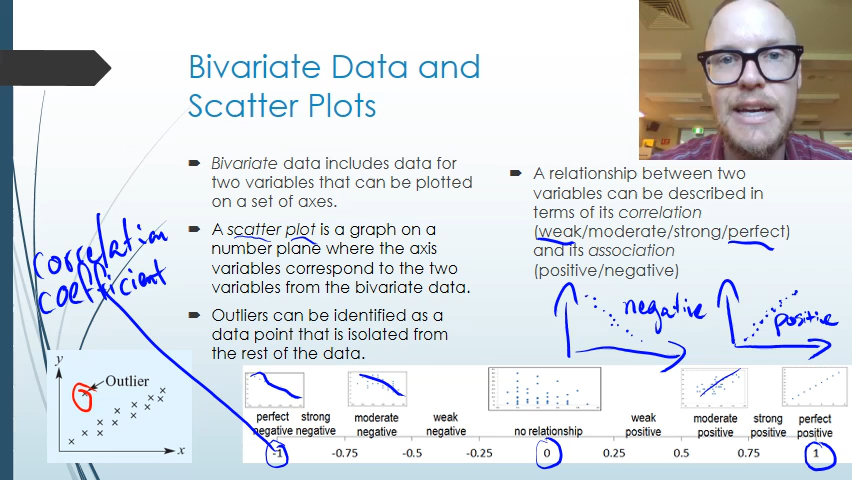 Bivariate Data and
Scatter Plots
Bivariate data includes data for
two variables that can be plotted
on a set of axes.
A scatter plot is a graph on a
number plane where the axis
variables correspond to the two
variables from the bivariate data.
Outliers can be identified as a
data point that is isolated from
the rest of the data.
A relationship between two
variables can be described in
terms of its correlation
(weak/moderate/strong/perfect)
and its association
(positive/negative)
correlation
coefficient
negative
positive
y
Outlier
x
perfect negative
strong negative
moderate negative
weak negative
no relationship
weak positive
moderate positive
strong positive
perfect positive
-1 -0.75 -0.5 -0.25 0 0.25 0.5 0.75 1